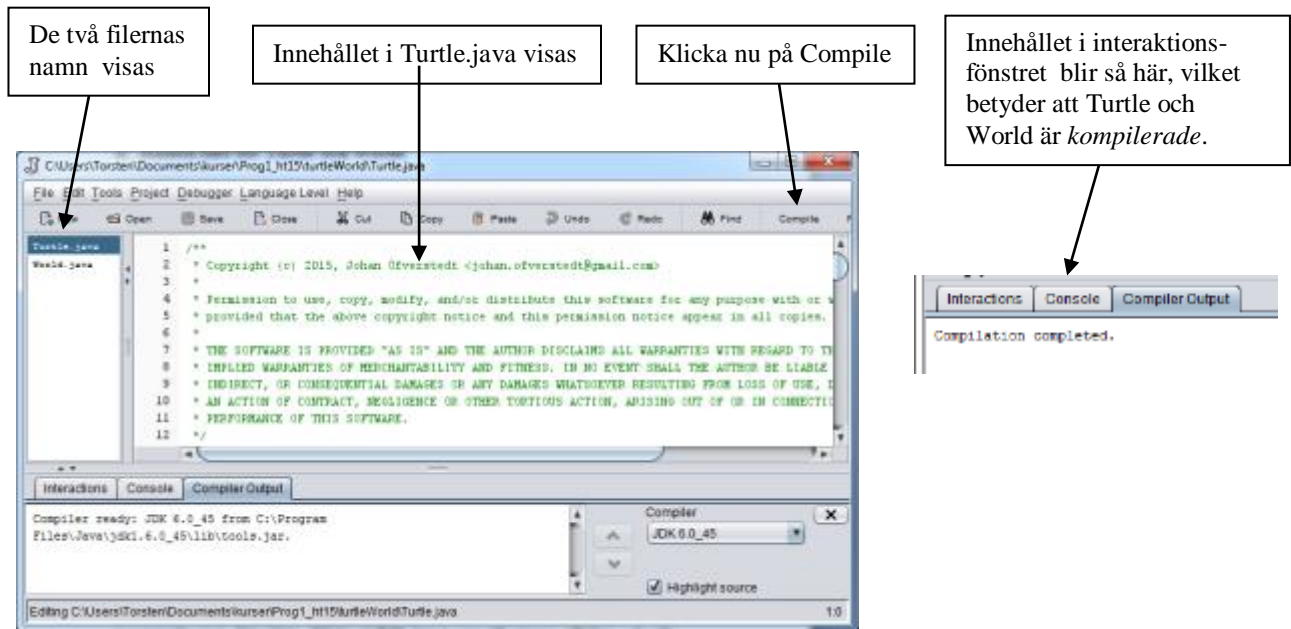 De två filernas
namn visas
Innehållet i Turtle.java visas
Klicka nu på Compile
Innehållet i interaktions-
fönstret blir så här, vilket
betyder att Turtle och
World är kompilerade.
C:\Users\Torsten\Documents\kurser\Prog1_ht15\turtleWorld\Turtle.java
File Edit Tools Project Debugger Language Level Help
Open Save Close Cut Copy Paste Undo Redo Find Compile
Turtle.java
World.java
1 /**
2 * Copyright (c) 2015, Johan Öfverstedt <johan.ofverstedt@gmail.com>
3 *
4 * Permission to use, copy, modify, and/or distribute this software for any purpose with or
5 * provided that the above copyright notice and this permission notice appear in all copies.
6 *
7 * THE SOFTWARE IS PROVIDED "AS IS" AND THE AUTHOR DISCLAIMS ALL WARRANTIES WITH REGARD TO
8 * IMPLIED WARRANTIES OF MERCHANTABILITY AND FITNESS. IN NO EVENT SHALL THE AUTHOR BE LIABLE
9 * INDIRECT, OR CONSEQUENTIAL DAMAGES OR ANY DAMAGES WHATSOEVER RESULTING FROM LOSS OF USE,
10 * AN ACTION OF CONTRACT, NEGLIGENCE OR OTHER TORTIOUS ACTION, ARISING OUT OF OR IN
11 * PERFORMANCE OF THIS SOFTWARE.
12 */
Interactions Console Compiler Output
Compiler ready: JDK 6.0_45 from C:\Program
Files\Java\jdk1.6.0_45\lib\tools.jar.
Compiler
JDK 6.0_45
Highlight source
Editing C:\Users\Torsten\Documents\kurser\Prog1_ht15\turtleWorld\Turtle.java 1:0
Interactions Console Compiler Output
Compilation completed.